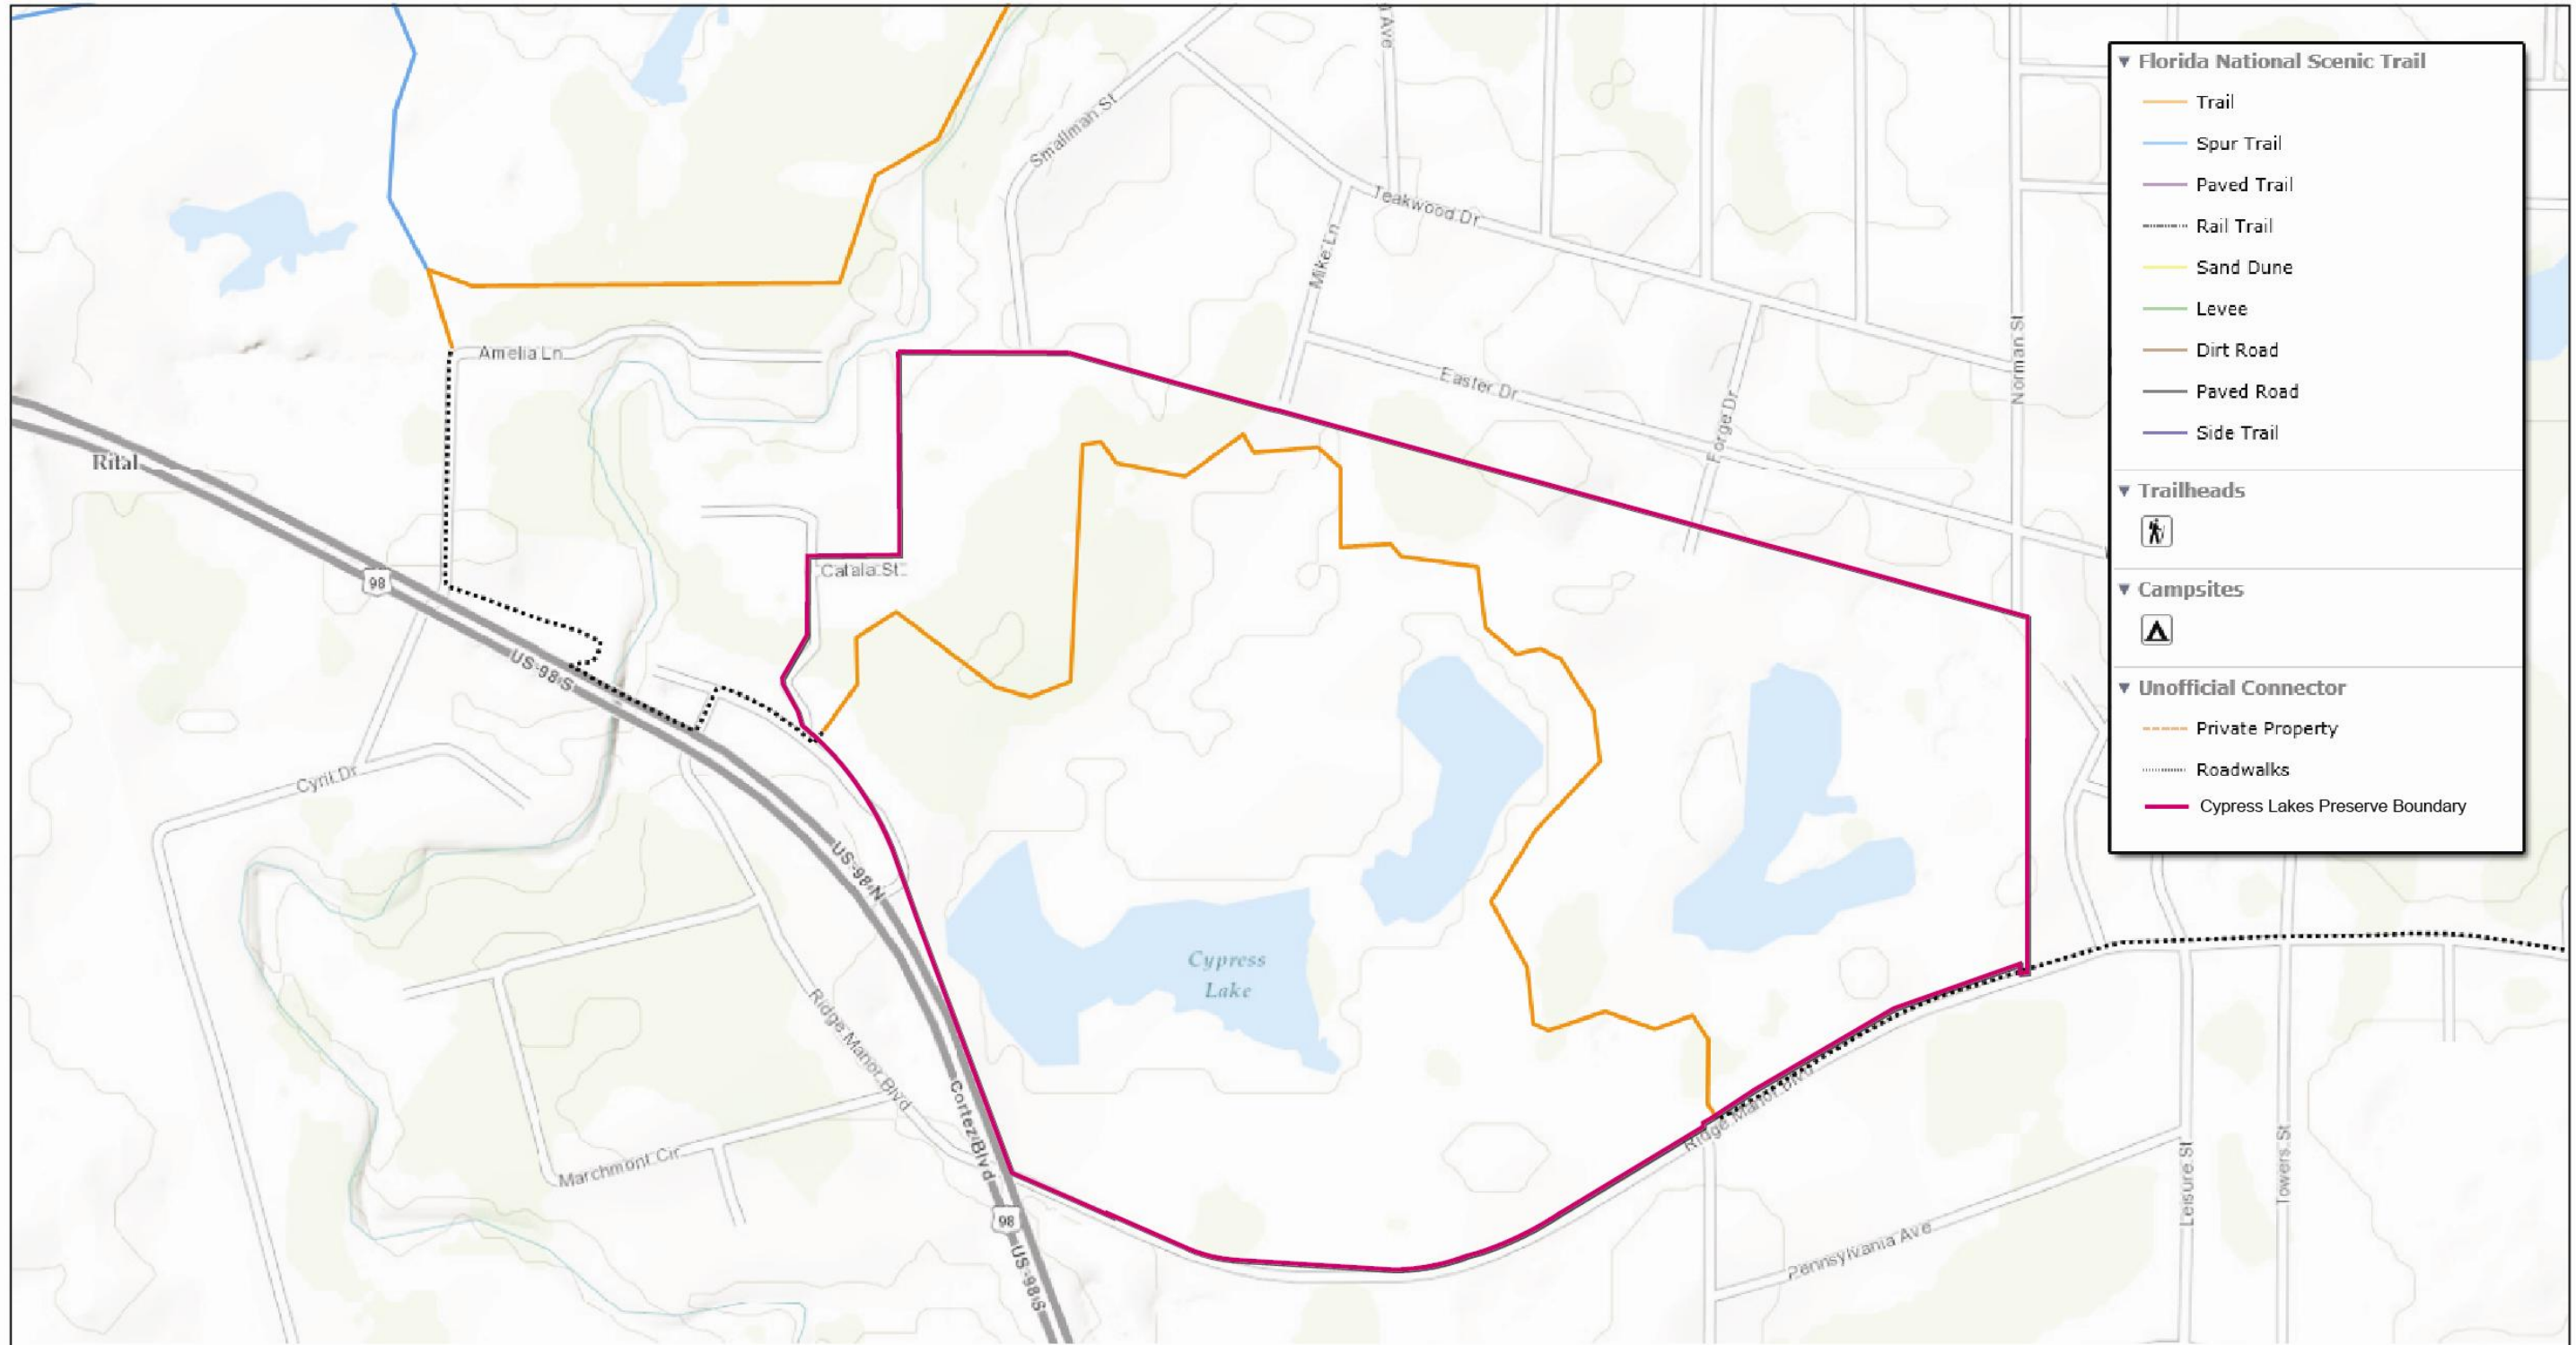 Ave
Smallman St
Teakwood Dr
Mike Ln
Norman St
Amelia Ln
Easter Dr
Forge Dr
Rital
98
Catala St
US-98 S
Cyril Dr
US-98 N
Cypress
Lake
Ridge Manor Blvd
Cortez Blvd
Ridge Manor Blvd
Marchmont Cir
98
US-98 S
Pennsylvania Ave
Leisure St
Towers St
Florida National Scenic Trail
Trail
Spur Trail
Paved Trail
Rail Trail
Sand Dune
Levee
Dirt Road
Paved Road
Side Trail
Trailheads
Campsites
Unofficial Connector
Private Property
Roadwalks
Cypress Lakes Preserve Boundary